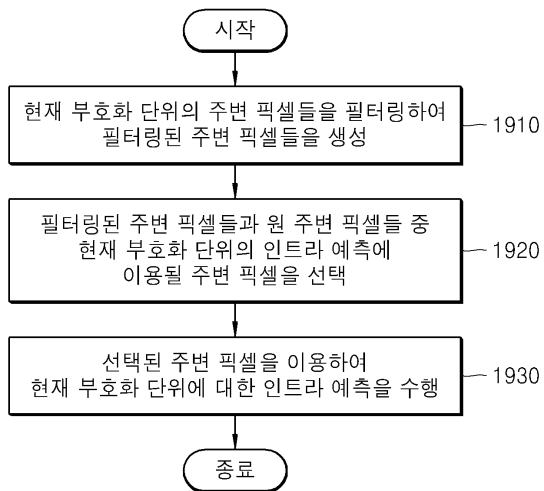 시작
현재 부호화 단위의 주변 픽셀들을 필터링하여
필터링된 주변 픽셀들을 생성
1910
필터링된 주변 픽셀들과 원 주변 픽셀들 중
현재 부호화 단위의 인트라 예측에
이용될 주변 픽셀을 선택
1920
선택된 주변 픽셀을 이용하여
현재 부호화 단위에 대한 인트라 예측을 수행
1930
종료